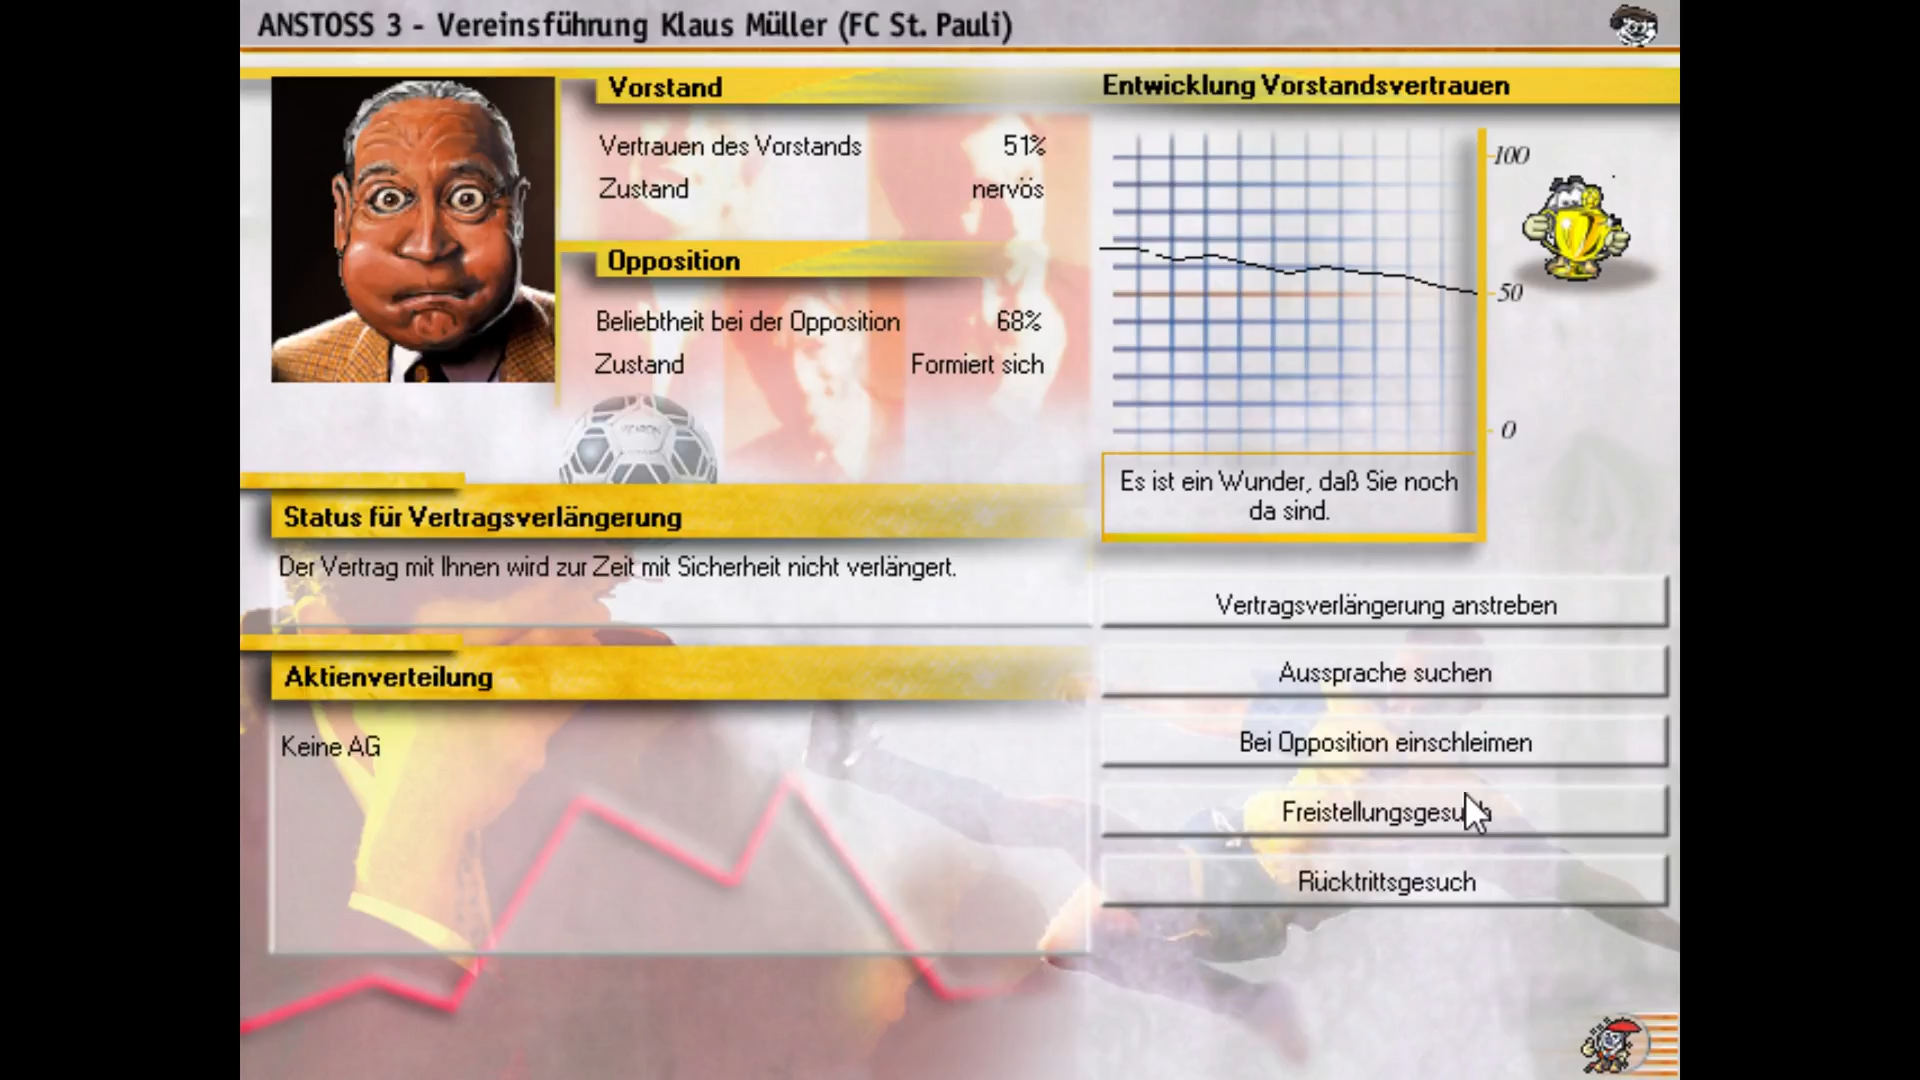 ANSTOSS 3 - Vereinsführung Klaus Müller (FC St. Pauli)
Vorstand
Vertrauen des Vorstands 51%
Zustand nervös
Opposition
Beliebtheit bei der Opposition 68%
Zustand Formiert sich
Entwicklung Vorstandsvertrauen
100
50
0
Es ist ein Wunder, daß Sie noch
da sind.
Status für Vertragsverlängerung
Der Vertrag mit Ihnen wird zur Zeit mit Sicherheit nicht verlängert.
Aktienverteilung
Keine AG
Vertragsverlängerung anstreben
Aussprache suchen
Bei Opposition einschleimen
Freistellungsgesuch
Rücktrittsgesuch